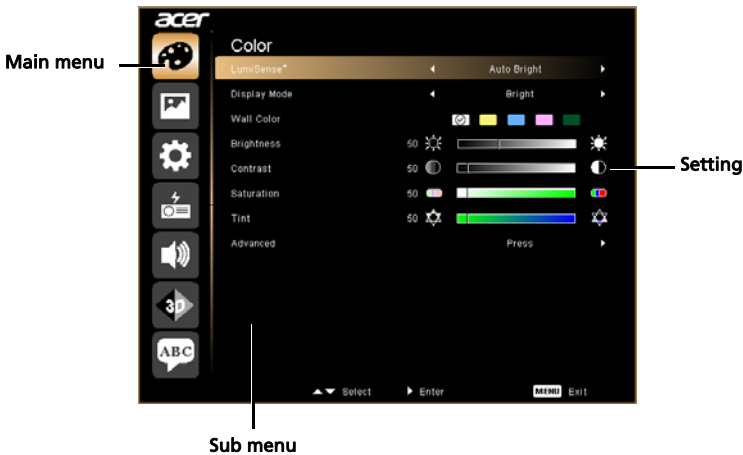 acer
Color
Main menu
LumiSense+ Auto Bright
Display Mode Bright
Wall Color
Brightness 50
Contrast 50
Setting
Saturation 50
Tint 50
Advanced Press
3D
ABC
Select Enter MENU Exit
Sub menu